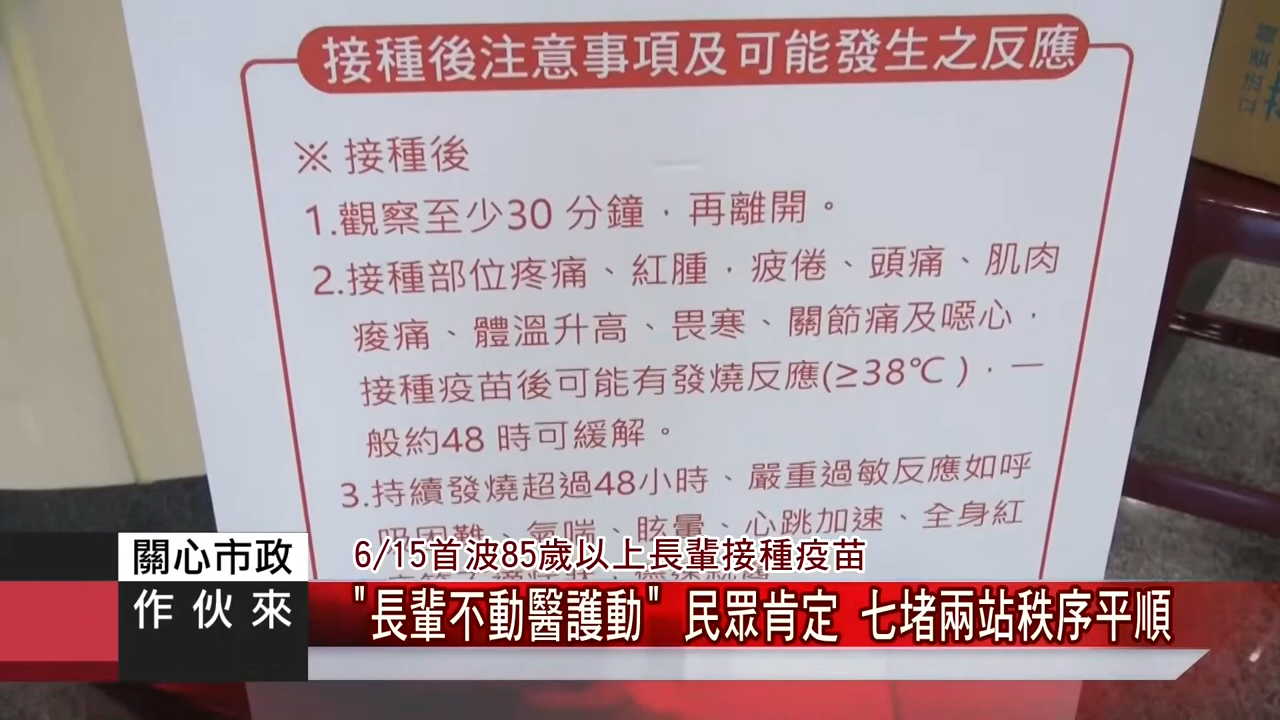 接種後注意事項及可能發生之反應
※ 接種後
1.觀察至少30 分鐘，再離開。
2.接種部位疼痛、紅腫，疲倦、頭痛、肌肉
痠痛、體溫升高、畏寒、關節痛及噁心，
接種疫苗後可能有發燒反應(≥38℃ )，一
般約48 時可緩解。
3.持續發燒超過48小時、嚴重過敏反應如呼
吸困難、氣喘、眩暈、心跳加速、全身紅
關心市政
作伙來
6/15首波85歲以上長輩接種疫苗
"長輩不動醫護動" 民眾肯定 七堵兩站秩序平順